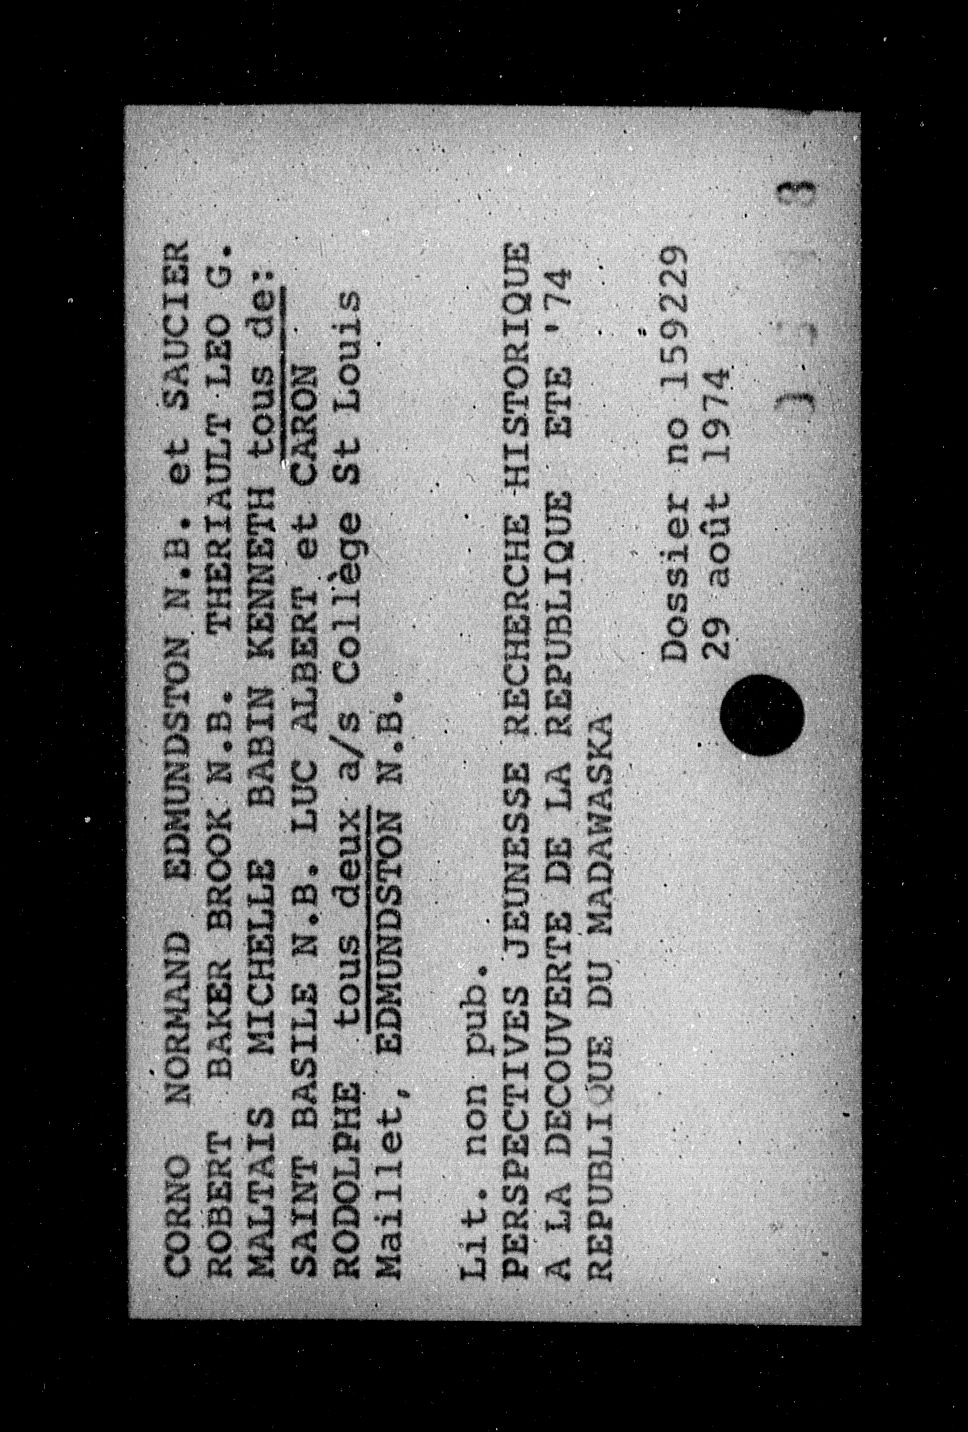 CORNO NORMAND EDMUNDSTON N.B. et SAUCIER
ROBERT BAKER BROOK N.B. THERIAULT LEO G.
MALTAIS MICHELLE BABIN KENNETH tous de:
SAINT BASILE N.B. LUC ALBERT et CARON
RODOLPHE tous deux a/s Collège St Louis
Maillet, EDMUNDSTON N.B.
Lit. non pub.
PERSPECTIVES JEUNESSE RECHERCHE HISTORIQUE
A LA DECOUVERTE DE LA REPUBLIQUE ETE '74
REPUBLIQUE DU MADAWASKA
Dossier no 159229
29 août 1974